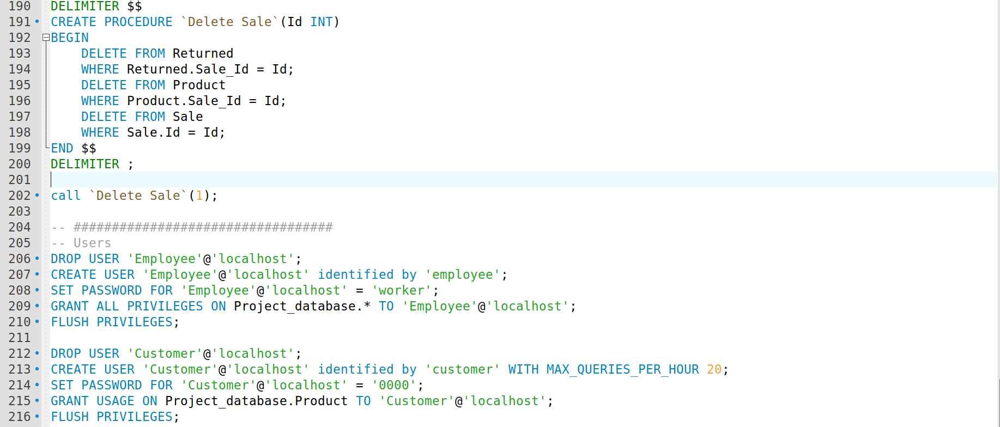 190 DELIMITER $$
191 CREATE PROCEDURE `Delete Sale`(Id INT)
192 BEGIN
193     DELETE FROM Returned
194     WHERE Returned.Sale_Id = Id;
195     DELETE FROM Product
196     WHERE Product.Sale_Id = Id;
197     DELETE FROM Sale
198     WHERE Sale.Id = Id;
199 END $$
200 DELIMITER ;
201
202 call `Delete Sale`(1);
203
204 -- ##################################
205 -- Users
206 DROP USER 'Employee'@'localhost';
207 CREATE USER 'Employee'@'localhost' identified by 'employee';
208 SET PASSWORD FOR 'Employee'@'localhost' = 'worker';
209 GRANT ALL PRIVILEGES ON Project_database.* TO 'Employee'@'localhost';
210 FLUSH PRIVILEGES;
211
212 DROP USER 'Customer'@'localhost';
213 CREATE USER 'Customer'@'localhost' identified by 'customer' WITH MAX_QUERIES_PER_HOUR 20;
214 SET PASSWORD FOR 'Customer'@'localhost' = '0000';
215 GRANT USAGE ON Project_database.Product TO 'Customer'@'localhost';
216 FLUSH PRIVILEGES;